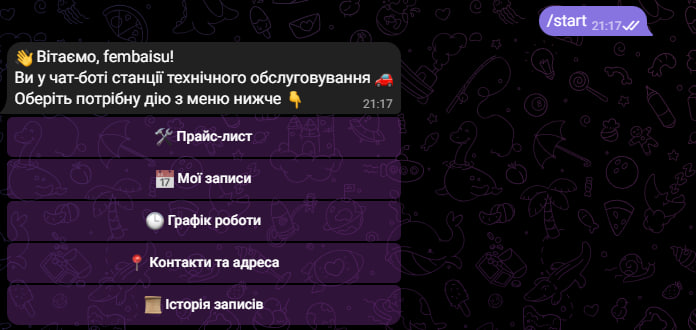 /start 21:17
👋 Вітаємо, fembaisu!
Ви у чат-боті станції технічного обслуговування 🚗
Оберіть потрібну дію з меню нижче 👇 21:17
🛠 Прайс-лист
📅 Мої записи
🕒 Графік роботи
📍 Контакти та адреса
📜 Історія записів